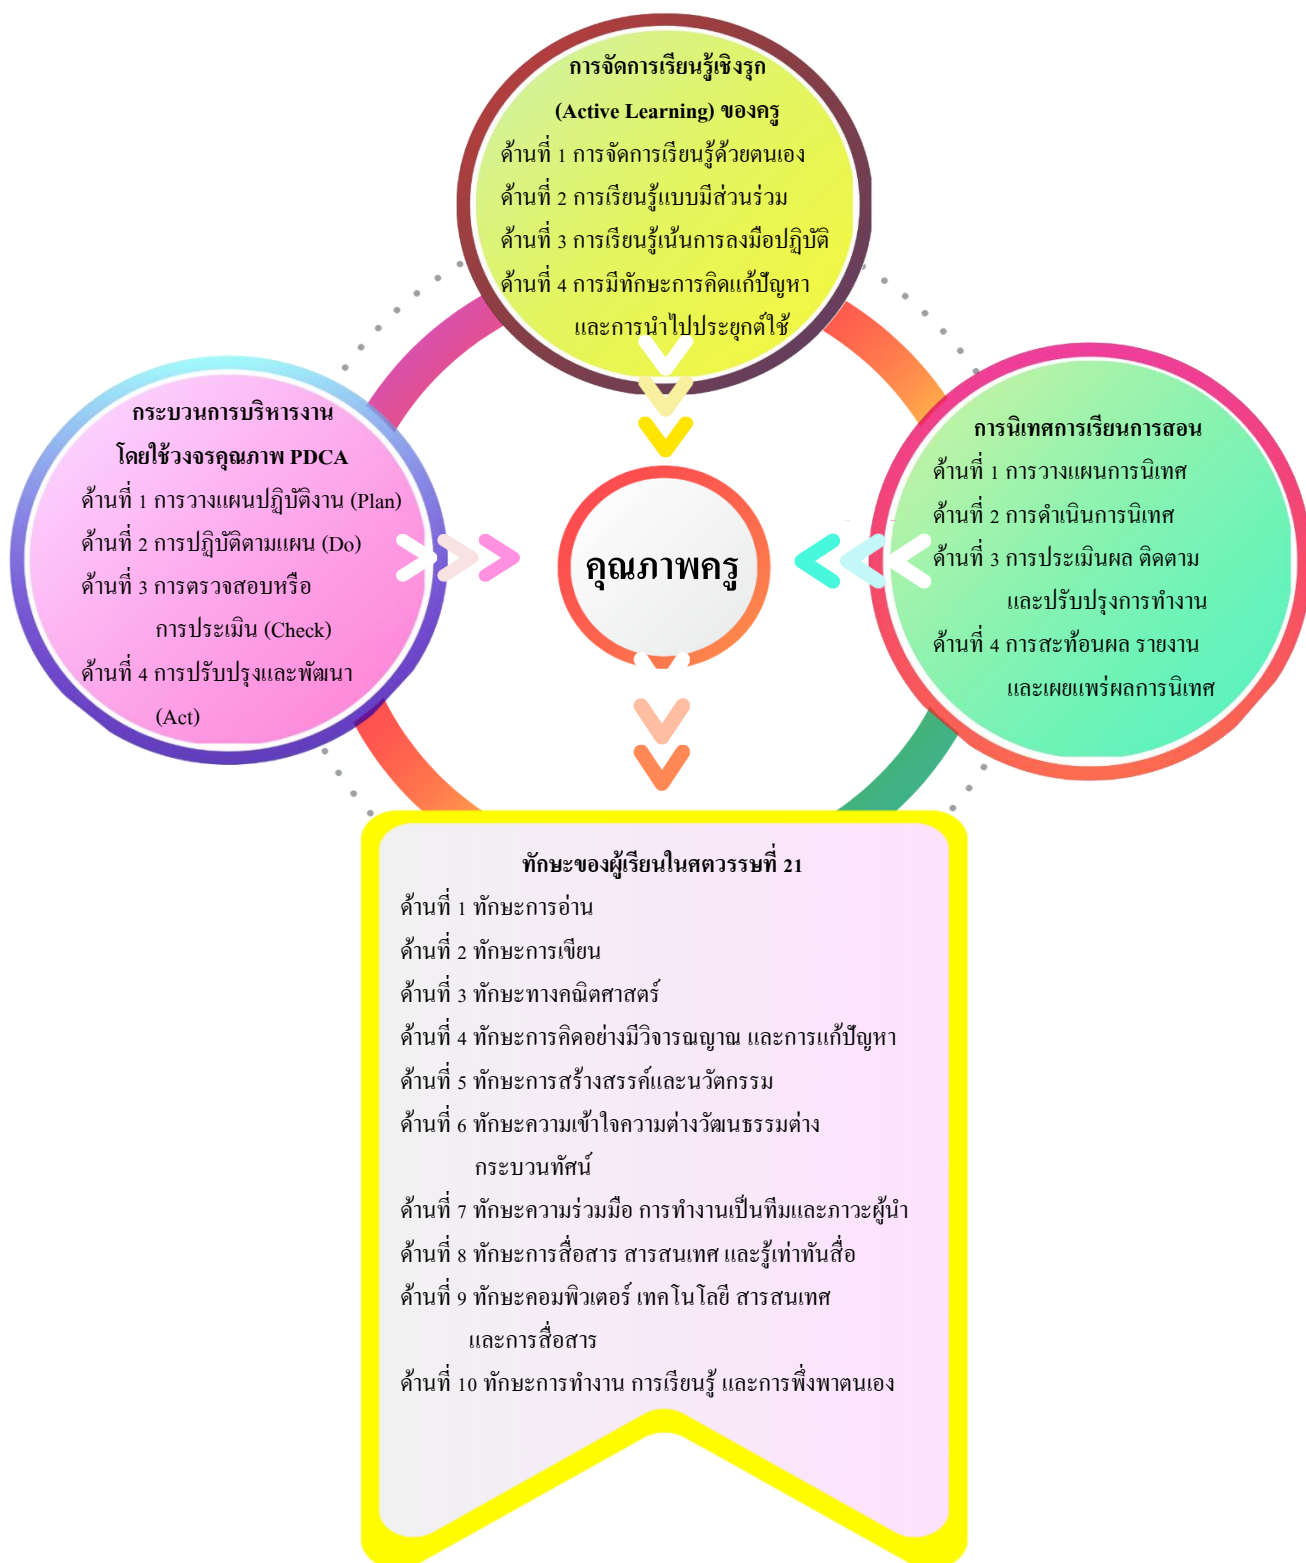 การจัดการเรียนรู้เชิงรุก
(Active Learning) ของครู
ด้านที่ 1 การจัดการเรียนรู้ด้วยตนเอง
ด้านที่ 2 การเรียนรู้แบบมีส่วนร่วม
ด้านที่ 3 การเรียนรู้เน้นการลงมือปฏิบัติ
ด้านที่ 4 การมีทักษะการคิดแก้ปัญหา
และการนำไปประยุกต์ใช้
กระบวนการบริหารงาน
โดยใช้วงจรคุณภาพ PDCA
ด้านที่ 1 การวางแผนปฏิบัติงาน (Plan)
ด้านที่ 2 การปฏิบัติตามแผน (Do)
ด้านที่ 3 การตรวจสอบหรือ
การประเมิน (Check)
ด้านที่ 4 การปรับปรุงและพัฒนา
(Act)
คุณภาพครู
การนิเทศการเรียนการสอน
ด้านที่ 1 การวางแผนการนิเทศ
ด้านที่ 2 การดำเนินการนิเทศ
ด้านที่ 3 การประเมินผล ติดตาม
และปรับปรุงการทำงาน
ด้านที่ 4 การสะท้อนผล รายงาน
และเผยแพร่ผลการนิเทศ
ทักษะของผู้เรียนในศตวรรษที่ 21
ด้านที่ 1 ทักษะการอ่าน
ด้านที่ 2 ทักษะการเขียน
ด้านที่ 3 ทักษะทางคณิตศาสตร์
ด้านที่ 4 ทักษะการคิดอย่างมีวิจารณญาณ และการแก้ปัญหา
ด้านที่ 5 ทักษะการสร้างสรรค์และนวัตกรรม
ด้านที่ 6 ทักษะความเข้าใจความต่างวัฒนธรรมต่าง
กระบวนทัศน์
ด้านที่ 7 ทักษะความร่วมมือ การทำงานเป็นทีมและภาวะผู้นำ
ด้านที่ 8 ทักษะการสื่อสาร สารสนเทศ และรู้เท่าทันสื่อ
ด้านที่ 9 ทักษะคอมพิวเตอร์ เทคโนโลยี สารสนเทศ
และการสื่อสาร
ด้านที่ 10 ทักษะการทำงาน การเรียนรู้ และการพึ่งพาตนเอง